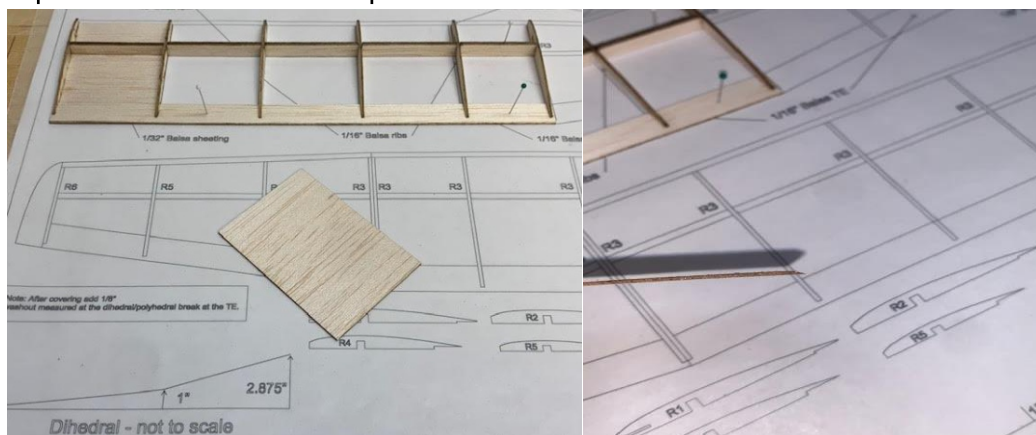 R3
1/32" Balsa sheeting
1/16" Balsa ribs
1/16"
R6
R5
R3
R3
R3
R3
Note: After covering add 1/8"
washout measured at the dihedral/polyhedral break at the TE.
R2
R4
R5
1"
2.875"
Dihedral - not to scale
1/16" Balsa TE
R3
R3
R3
R3
R2
R5
R1